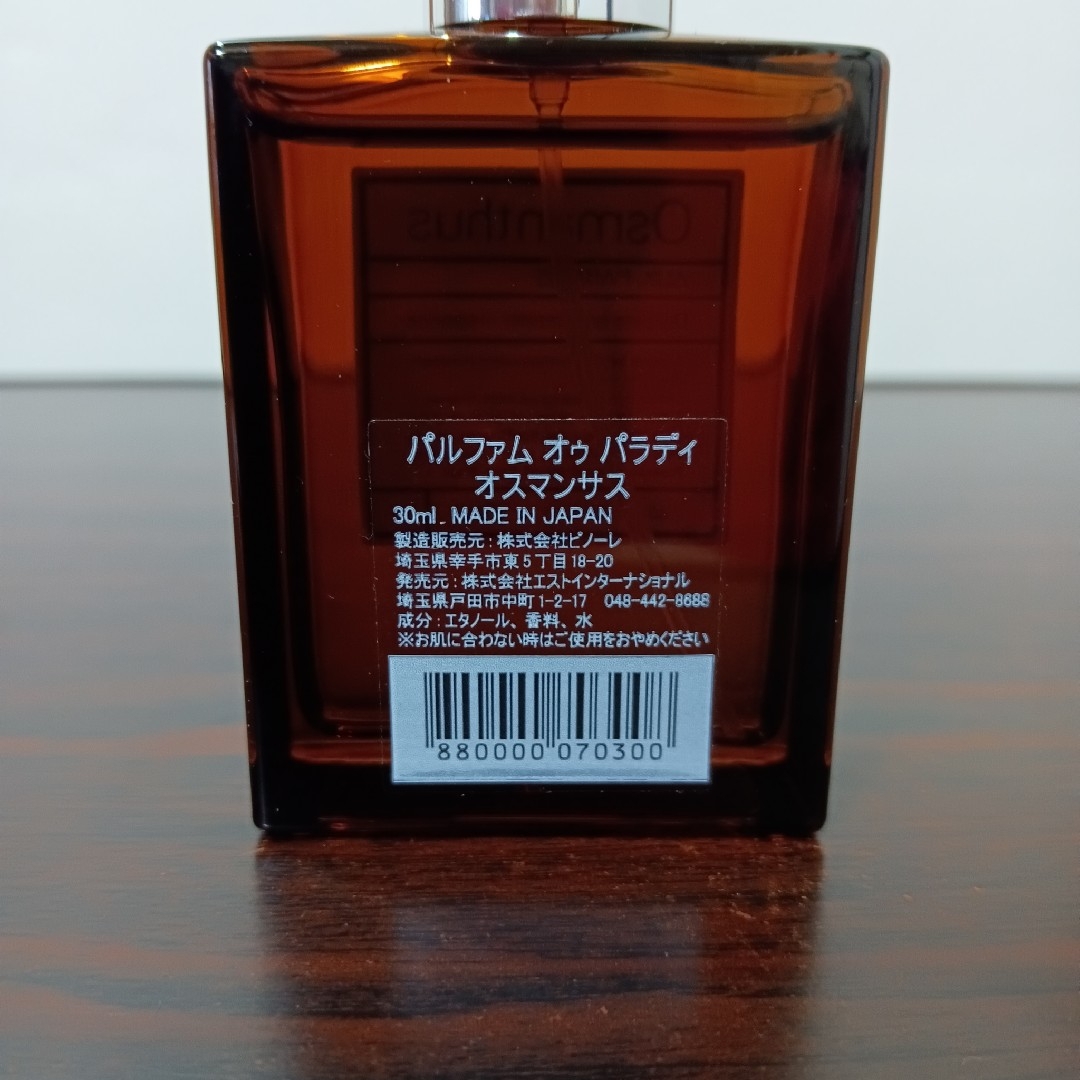 Osmanthus
パルファム オゥ パラディ
オスマンサス
30ml . MADE IN JAPAN
製造販売元 : 株式会社ピノーレ
埼玉県幸手市東5丁目18-20
発売元 : 株式会社エストインターナショナル
埼玉県戸田市中町1-2-17 048-442-8688
成分 : エタノール、香料、水
※お肌に合わない時はご使用をおやめください
880000 070300